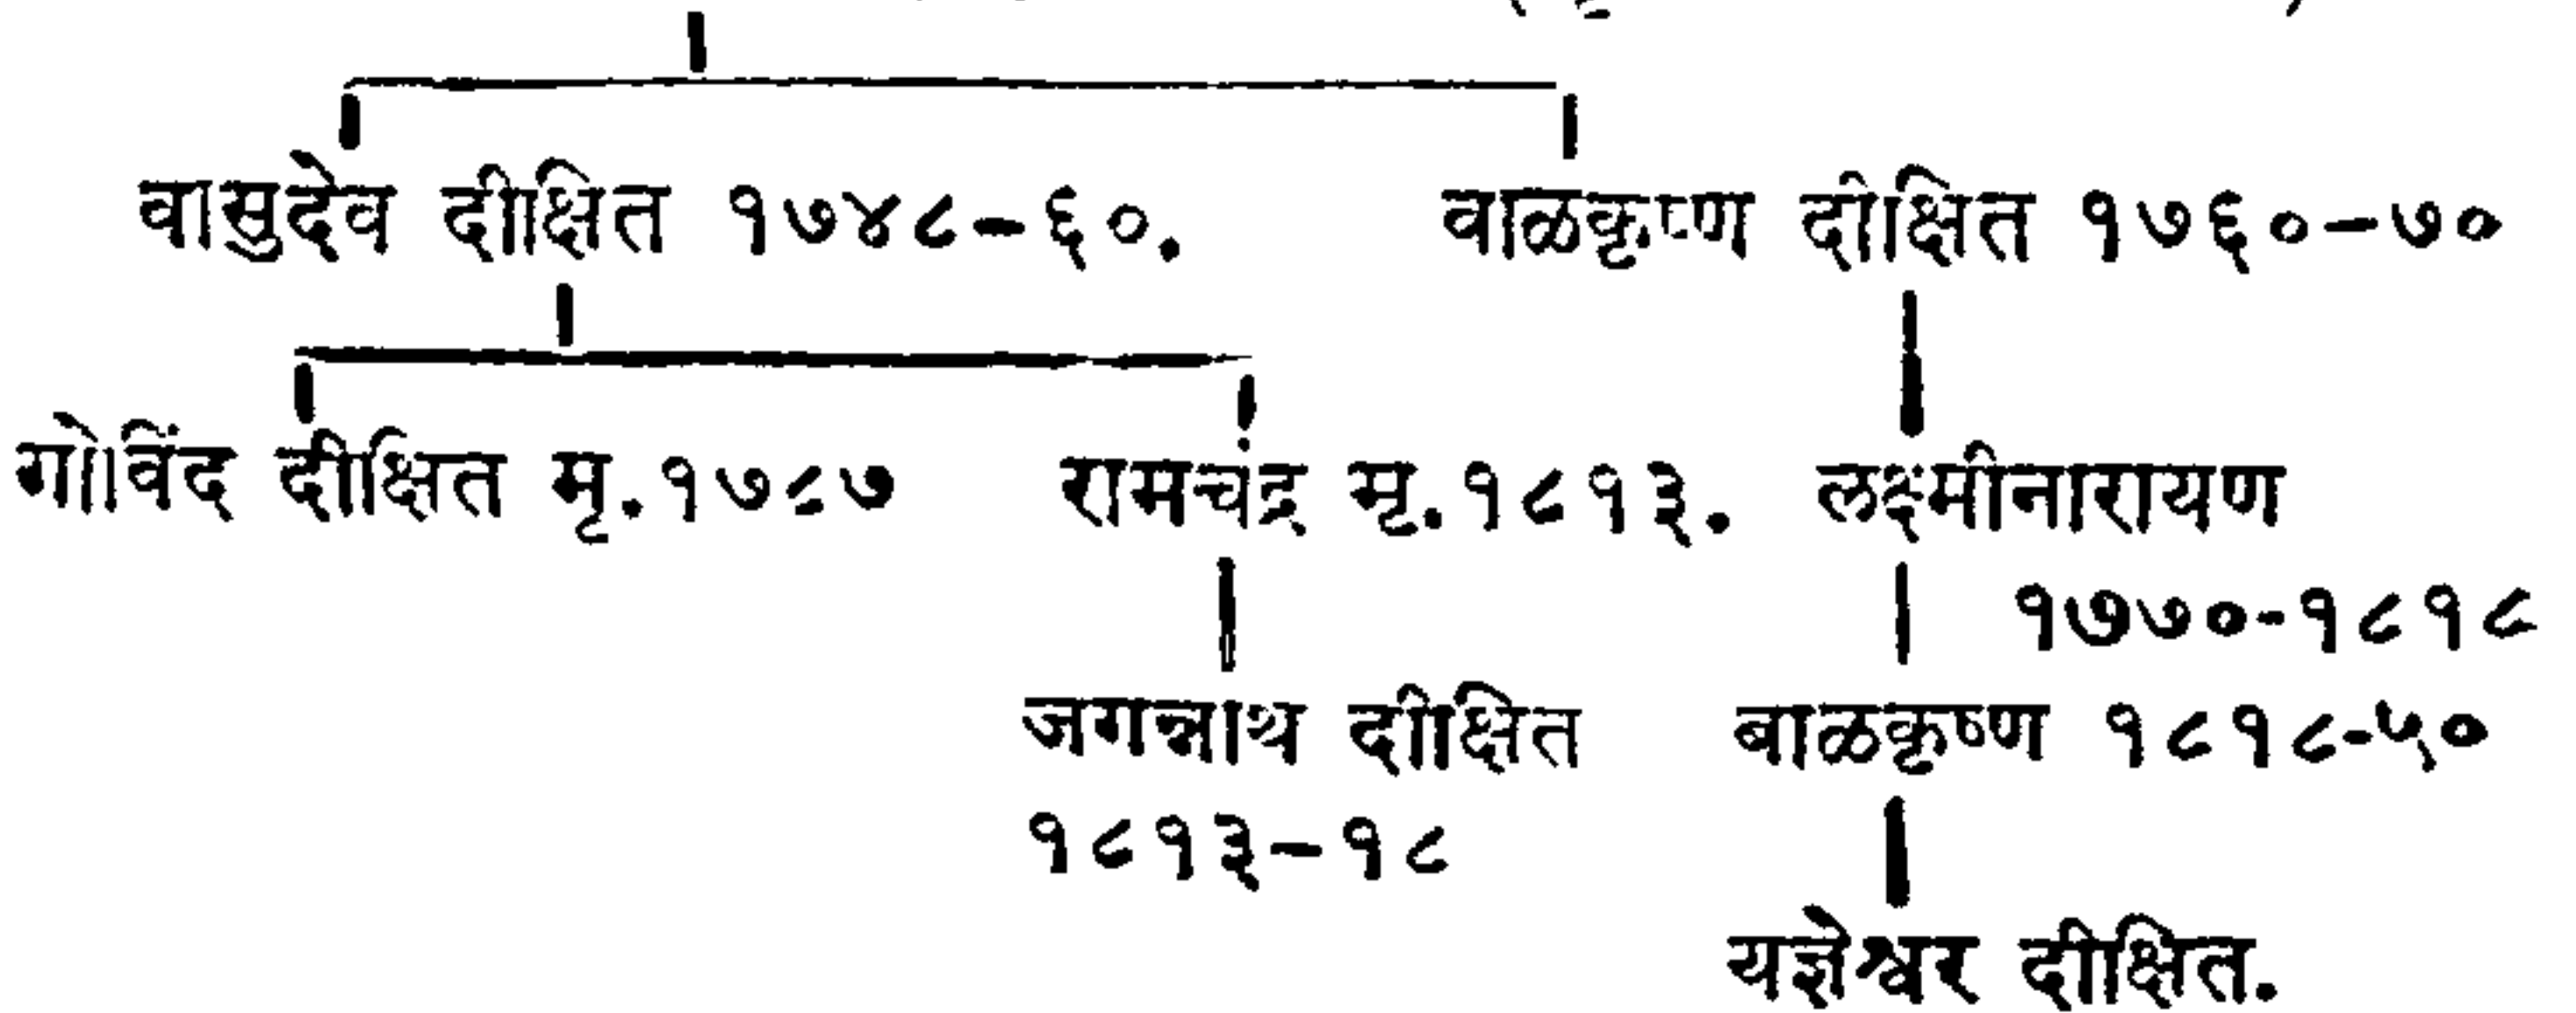 वासुदेव दीक्षित १७४८-६०. वाळकृष्ण दीक्षित १७६०-७०
गोविंद दीक्षित मृ. रामचंद्र मृ.१८१३. लक्ष्मीनारायण
१७७०-१८१८
जगन्नाथ दीक्षित बाळकृष्ण १८१८-५०
१८१३-१८
यज्ञेश्वर दीक्षित.